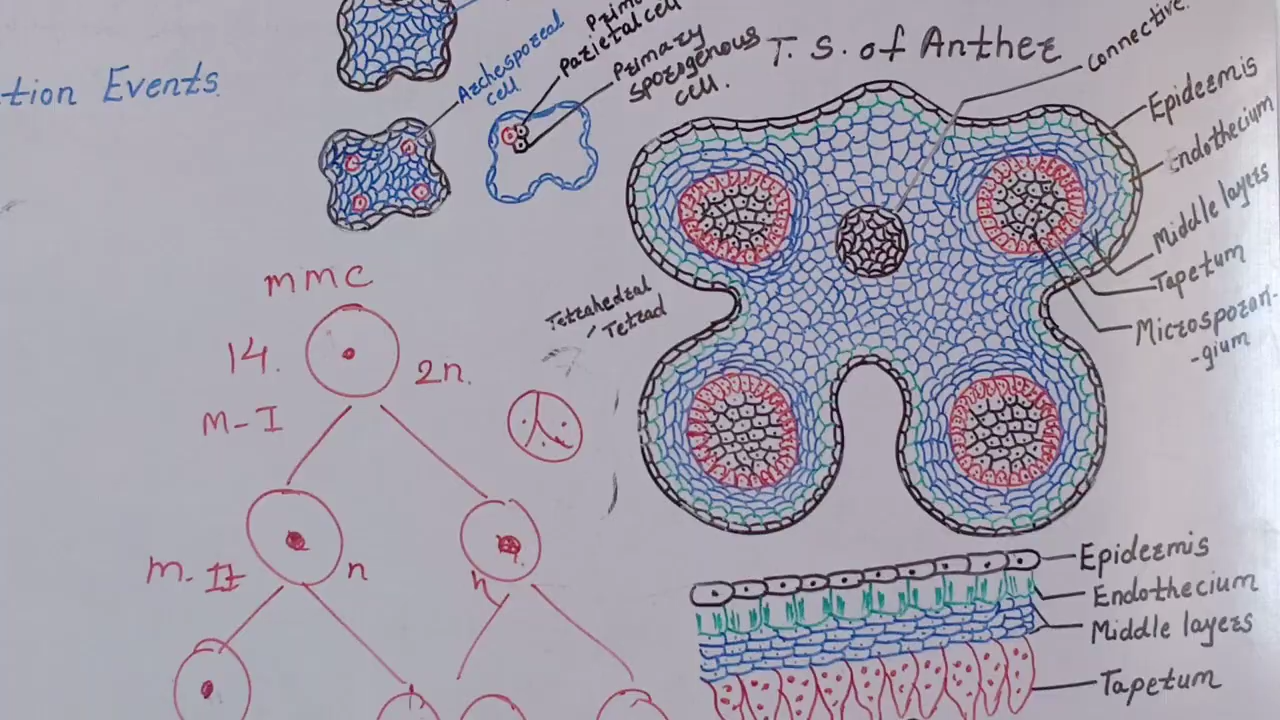 tion Events
Archesporeal
cell
parietal cell
Primary
sporogenous
cell.
T. S. of Anther
Connective.
Epidermis
Endothecium
Middle layers
Tapetum
Microsporan-
-gium
Tetrahedral
Tetrad
MMC
14.
2n.
M-I
M-II
n
n
Epidermis
Endothecium
Middle layers
Tapetum